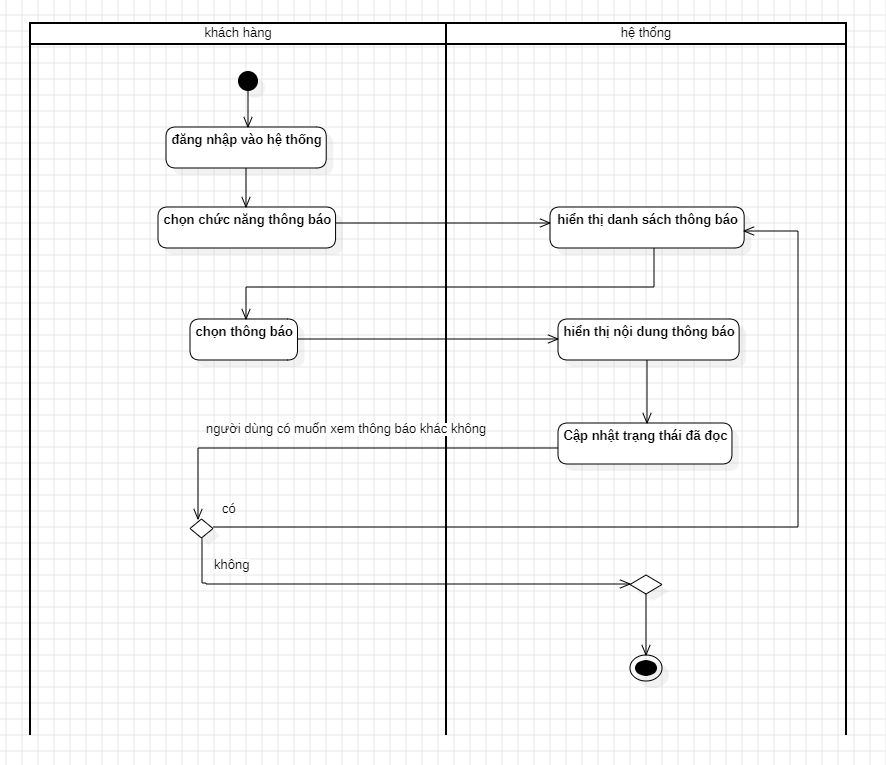 khách hàng
hệ thống
đăng nhập vào hệ thống
chọn chức năng thông báo
hiển thị danh sách thông báo
chọn thông báo
hiển thị nội dung thông báo
người dùng có muốn xem thông báo khác không
Cập nhật trạng thái đã đọc
có
không